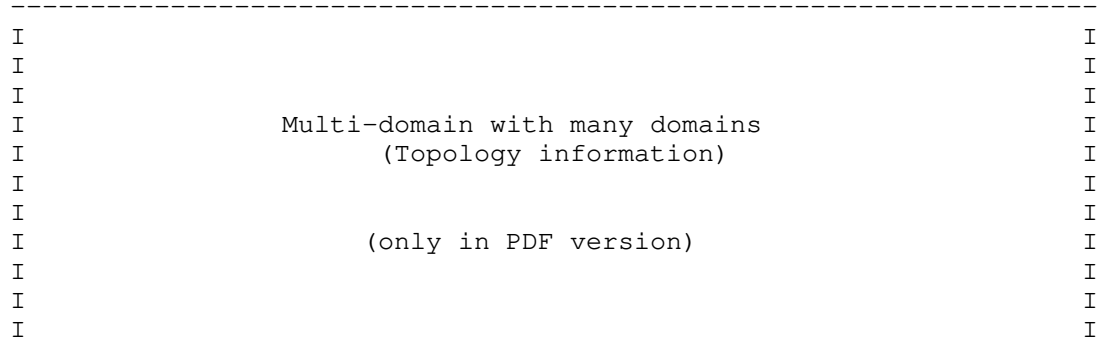 ----------------------------------------------------------------------
I                                                                    I
I                                                                    I
I                                                                    I
I                 Multi-domain with many domains                     I
I                       (Topology information)                       I
I                                                                    I
I                                                                    I
I                      (only in PDF version)                         I
I                                                                    I
I                                                                    I
I                                                                    I